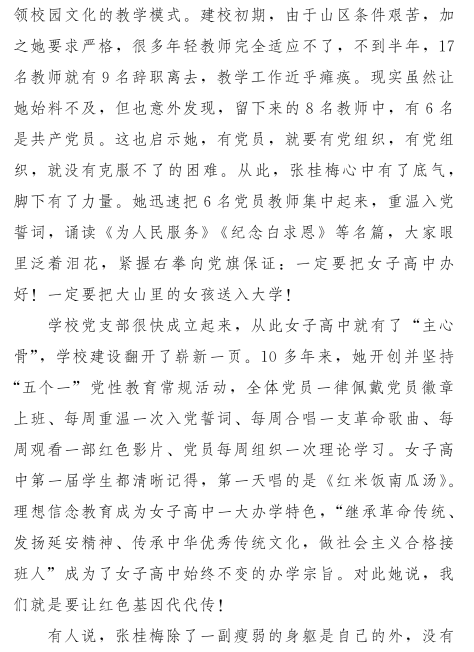 领校园文化的教学模式。建校初期，由于山区条件艰苦，加
之她要求严格，很多年轻教师完全适应不了，不到半年，17
名教师就有9名辞职离去，教学工作近乎瘫痪。现实虽然让
她始料不及，但也意外发现，留下来的8名教师中，有6名
是共产党员。这也启示她，有党员，就要有党组织，有党组
织，就没有克服不了的困难。从此，张桂梅心中有了底气，
脚下有了力量。她迅速把6名党员教师集中起来，重温入党
誓词，诵读《为人民服务》《纪念白求恩》等名篇，大家眼
里泛着泪花，紧握右拳向党旗保证：一定要把女子高中办
好！一定要把大山里的女孩送入大学！
学校党支部很快成立起来，从此女子高中就有了“主心
骨”，学校建设翻开了崭新一页。10多年来，她开创并坚持
“五个一”党性教育常规活动，全体党员一律佩戴党员徽章
上班、每周重温一次入党誓词、每周合唱一支革命歌曲、每
周观看一部红色影片、党员每周组织一次理论学习。女子高
中第一届学生都清晰记得，第一天唱的是《红米饭南瓜汤》。
理想信念教育成为女子高中一大办学特色，“继承革命传统、
发扬延安精神、传承中华优秀传统文化，做社会主义合格接
班人”成为了女子高中始终不变的办学宗旨。对此她说，我
们就是要让红色基因代代传！
有人说，张桂梅除了一副瘦弱的身躯是自己的外，没有